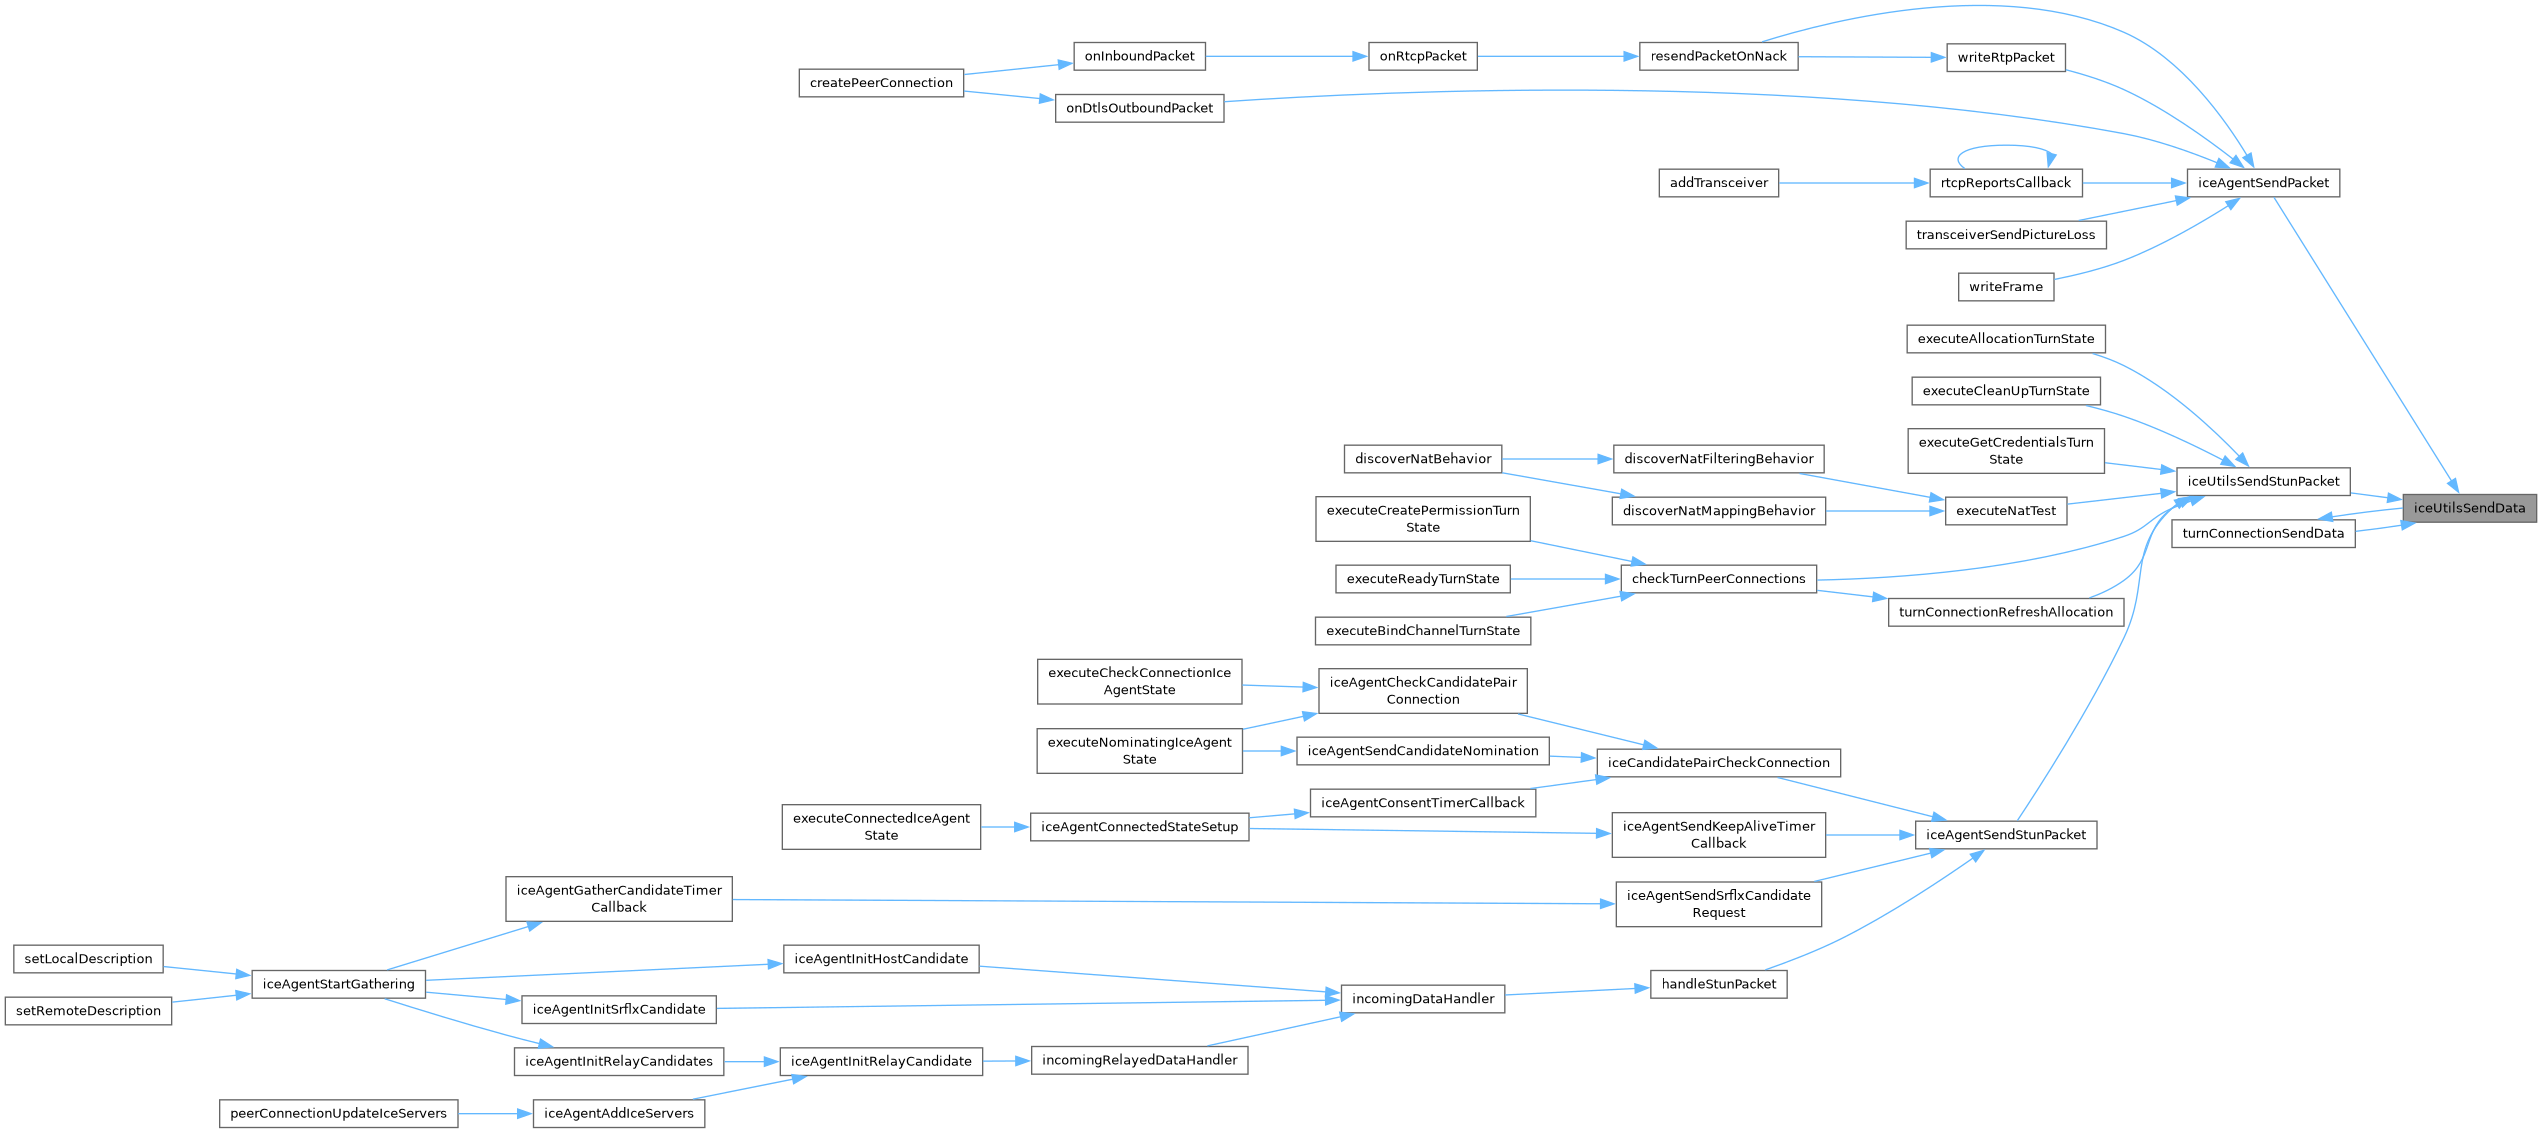 createPeerConnection
onInboundPacket
onDtlsOutboundPacket
onRtcpPacket
resendPacketOnNack
writeRtpPacket
addTransceiver
rtcpReportsCallback
iceAgentSendPacket
transceiverSendPictureLoss
writeFrame
executeAllocationTurnState
executeCleanUpTurnState
executeGetCredentialsTurn
State
iceUtilsSendStunPacket
iceUtilsSendData
turnConnectionSendData
discoverNatBehavior
discoverNatFilteringBehavior
discoverNatMappingBehavior
executeNatTest
executeCreatePermissionTurn
State
executeReadyTurnState
executeBindChannelTurnState
checkTurnPeerConnections
turnConnectionRefreshAllocation
executeCheckConnectionIce
AgentState
executeNominatingIceAgent
State
iceAgentCheckCandidatePair
Connection
iceAgentSendCandidateNomination
iceCandidatePairCheckConnection
iceAgentConsentTimerCallback
executeConnectedIceAgent
State
iceAgentConnectedStateSetup
iceAgentSendKeepAliveTimer
Callback
iceAgentSendStunPacket
iceAgentGatherCandidateTimer
Callback
iceAgentSendSrflxCandidate
Request
setLocalDescription
setRemoteDescription
iceAgentStartGathering
iceAgentInitHostCandidate
iceAgentInitSrflxCandidate
incomingDataHandler
handleStunPacket
iceAgentInitRelayCandidates
iceAgentInitRelayCandidate
incomingRelayedDataHandler
peerConnectionUpdateIceServers
iceAgentAddIceServers